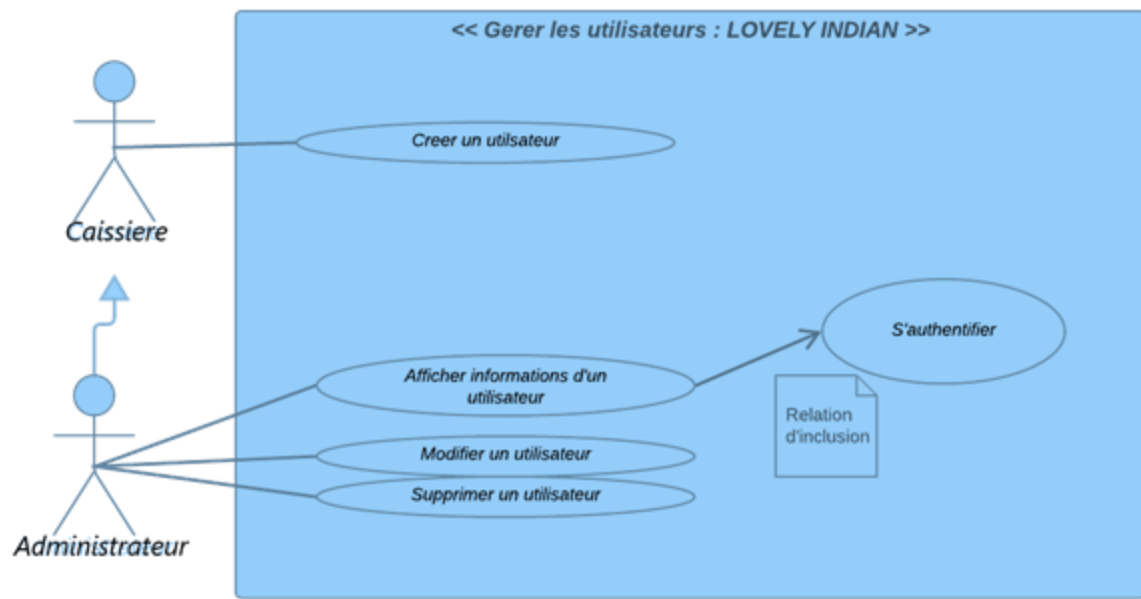 << Gerer les utilisateurs : LOVELY INDIAN >>
Creer un utilsateur
Caissiere
S'authentifier
Afficher informations d'un
utilisateur
Relation
d'inclusion
Modifier un utilisateur
Supprimer un utilisateur
Administrateur